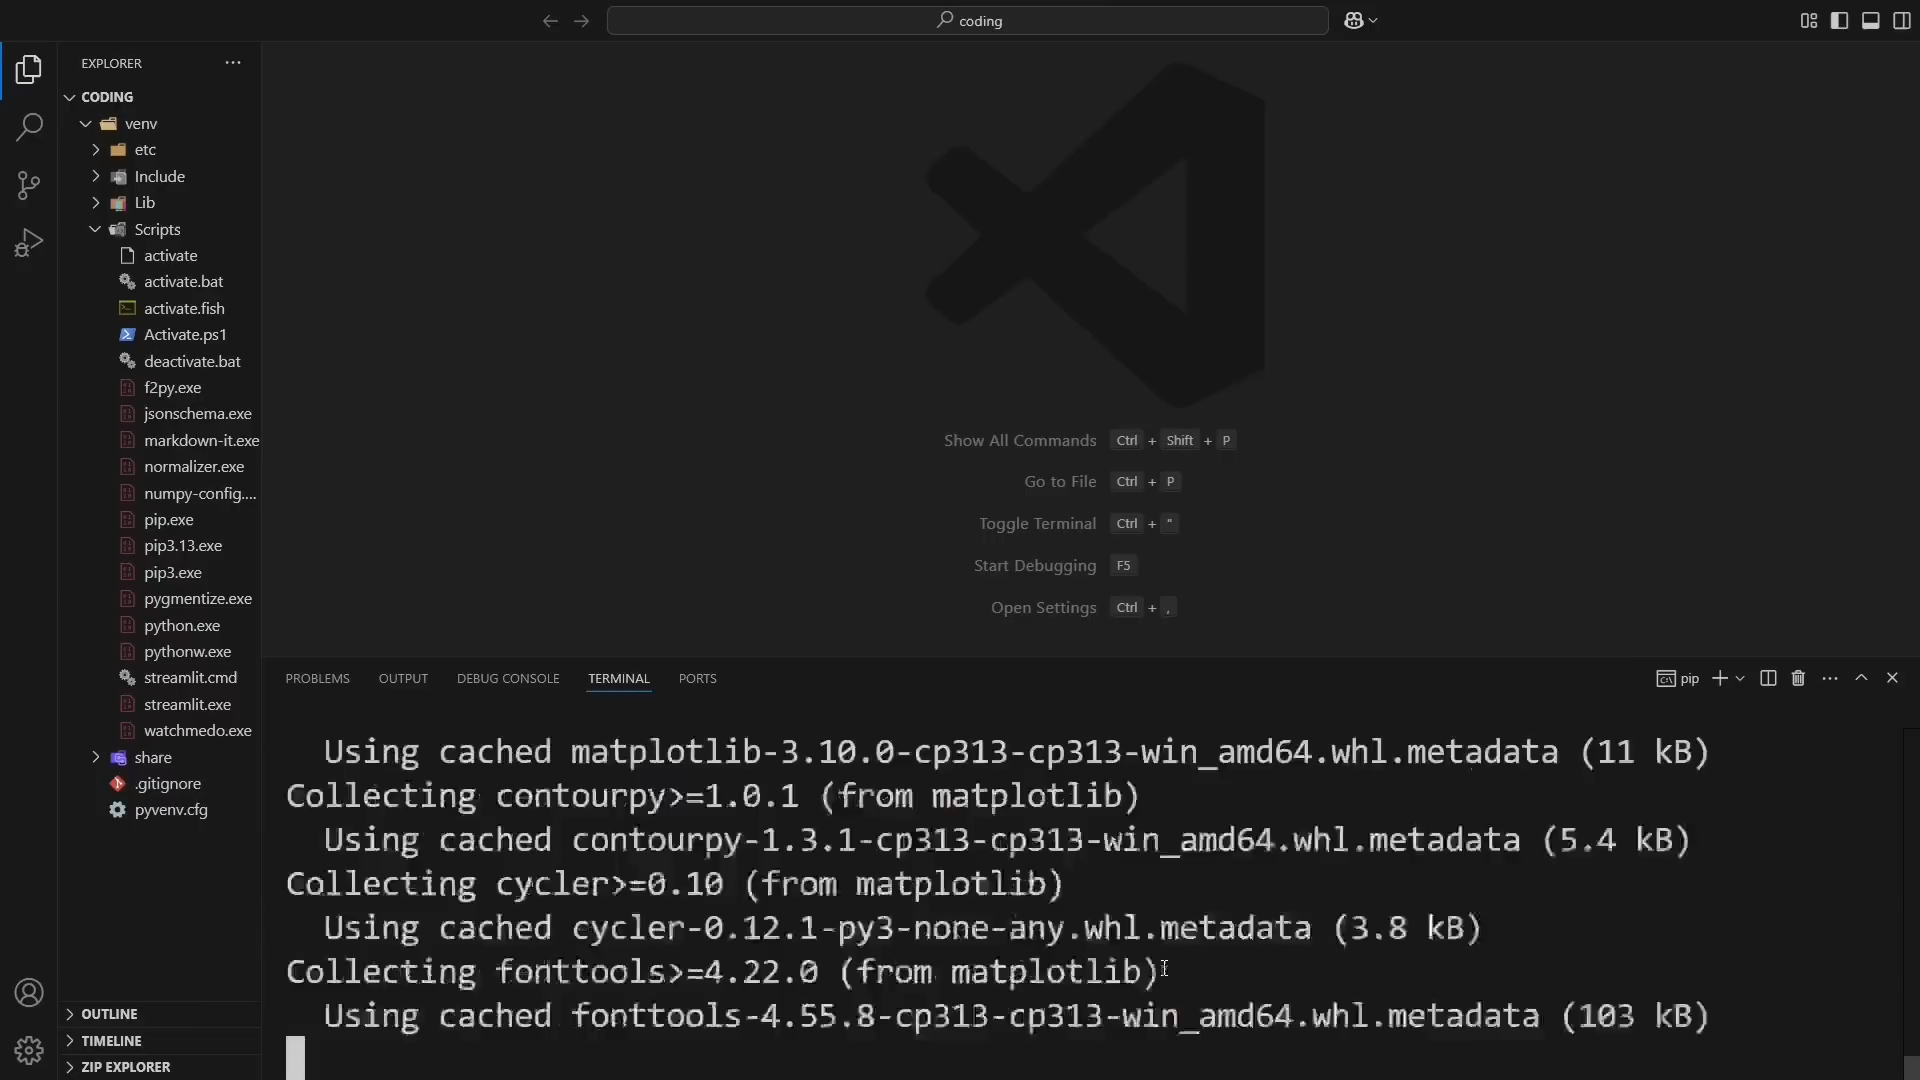 coding
EXPLORER
CODING
venv
etc
Include
Lib
Scripts
activate
activate.bat
activate.fish
Activate.ps1
deactivate.bat
f2py.exe
jsonschema.exe
markdown-it.exe
normalizer.exe
numpy-config....
pip.exe
pip3.13.exe
pip3.exe
pygmentize.exe
python.exe
pythonw.exe
streamlit.cmd
streamlit.exe
watchmedo.exe
share
.gitignore
pyvenv.cfg
OUTLINE
TIMELINE
ZIP EXPLORER
Show All Commands Ctrl + Shift + P
Go to File Ctrl + P
Toggle Terminal Ctrl + "
Start Debugging F5
Open Settings Ctrl + ,
PROBLEMS OUTPUT DEBUG CONSOLE TERMINAL PORTS
pip
Using cached matplotlib-3.10.0-cp313-cp313-win_amd64.whl.metadata (11 kB)
Collecting contourpy>=1.0.1 (from matplotlib)
Using cached contourpy-1.3.1-cp313-cp313-win_amd64.whl.metadata (5.4 kB)
Collecting cycler>=0.10 (from matplotlib)
Using cached cycler-0.12.1-py3-none-any.whl.metadata (3.8 kB)
Collecting fonttools>=4.22.0 (from matplotlib)
Using cached fonttools-4.55.8-cp313-cp313-win_amd64.whl.metadata (103 kB)